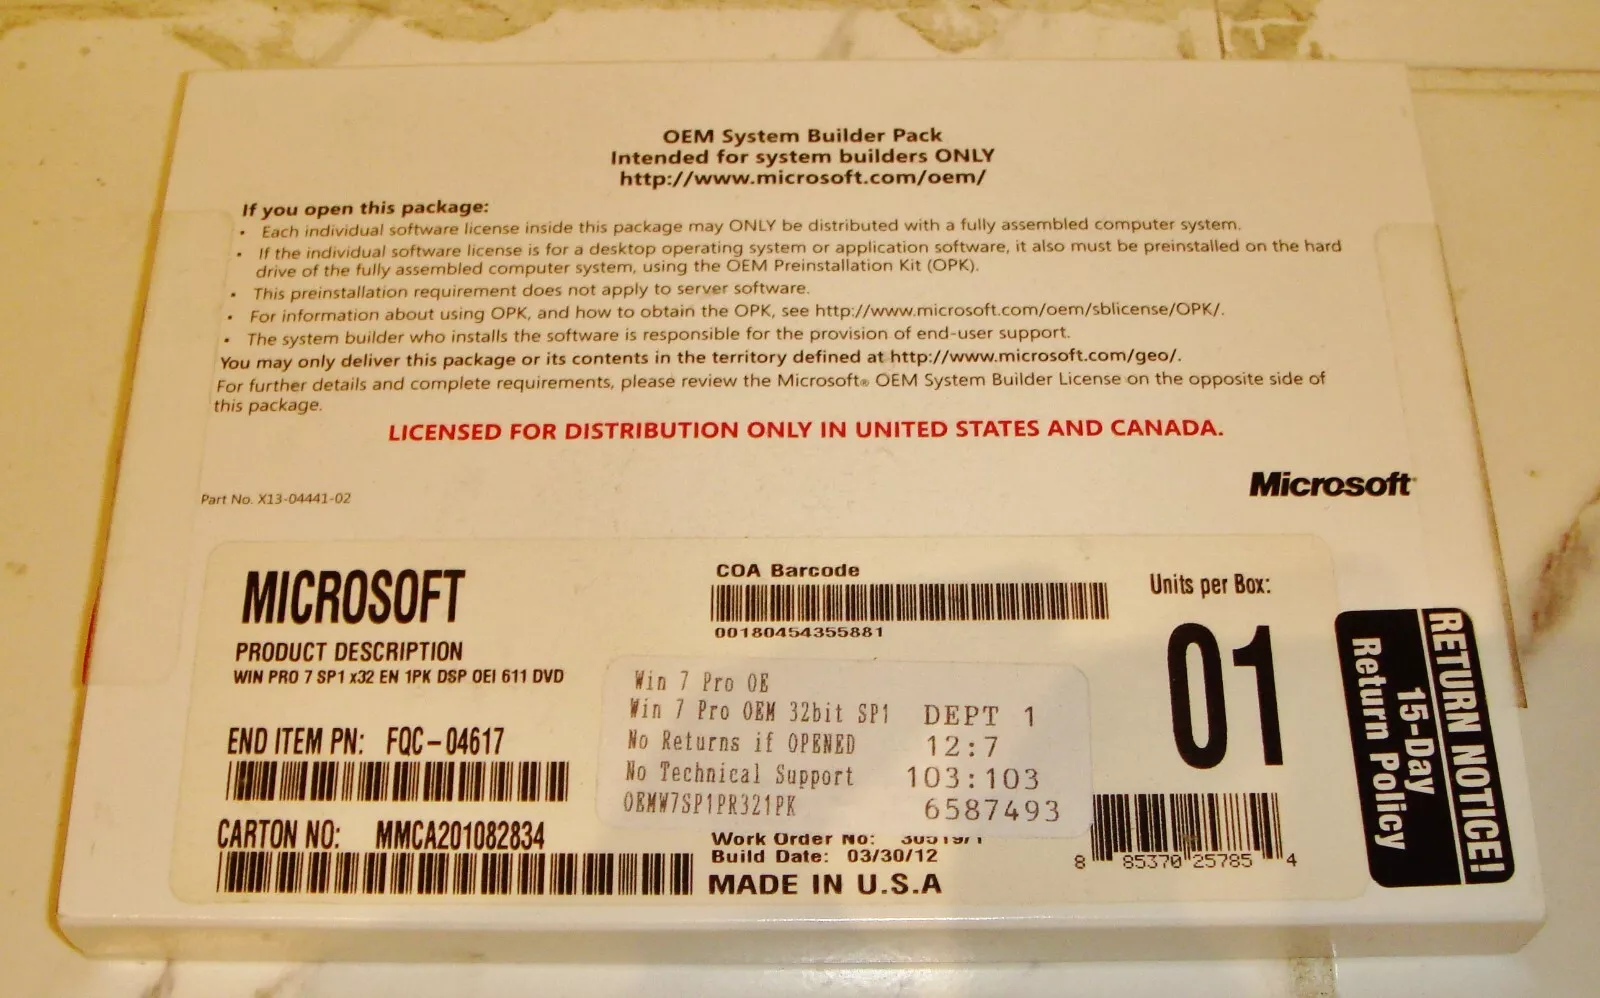 OEM System Builder Pack
Intended for system builders ONLY
http://www.microsoft.com/oem/
If you open this package:
• Each individual software license inside this package may ONLY be distributed with a fully assembled computer system.
• If the individual software license is for a desktop operating system or application software, it also must be preinstalled on the hard
drive of the fully assembled computer system, using the OEM Preinstallation Kit (OPK).
• This preinstallation requirement does not apply to server software.
• For information about using OPK, and how to obtain the OPK, see http://www.microsoft.com/oem/sblicense/OPK/.
• The system builder who installs the software is responsible for the provision of end-user support.
You may only deliver this package or its contents in the territory defined at http://www.microsoft.com/geo/.
For further details and complete requirements, please review the Microsoft® OEM System Builder License on the opposite side of
this package.
LICENSED FOR DISTRIBUTION ONLY IN UNITED STATES AND CANADA.
Microsoft
Part No. X13-04441-02
MICROSOFT
PRODUCT DESCRIPTION
WIN PRO 7 SP1 x32 EN 1PK DSP OEI 611 DVD
END ITEM PN: FQC-04617
CARTON NO: MMCA201082834
COA Barcode
00180454355881
Win 7 Pro OE
Win 7 Pro OEM 32bit SP1 DEPT 1
No Returns if OPENED 12:7
No Technical Support 103:103
OEMW7SP1PR321PK 6587493
Work Order No:
Build Date: 03/30/12
MADE IN U.S.A
Units per Box:
01
8 85370 25785 4
RETURN NOTICE!
15-Day
Return Policy